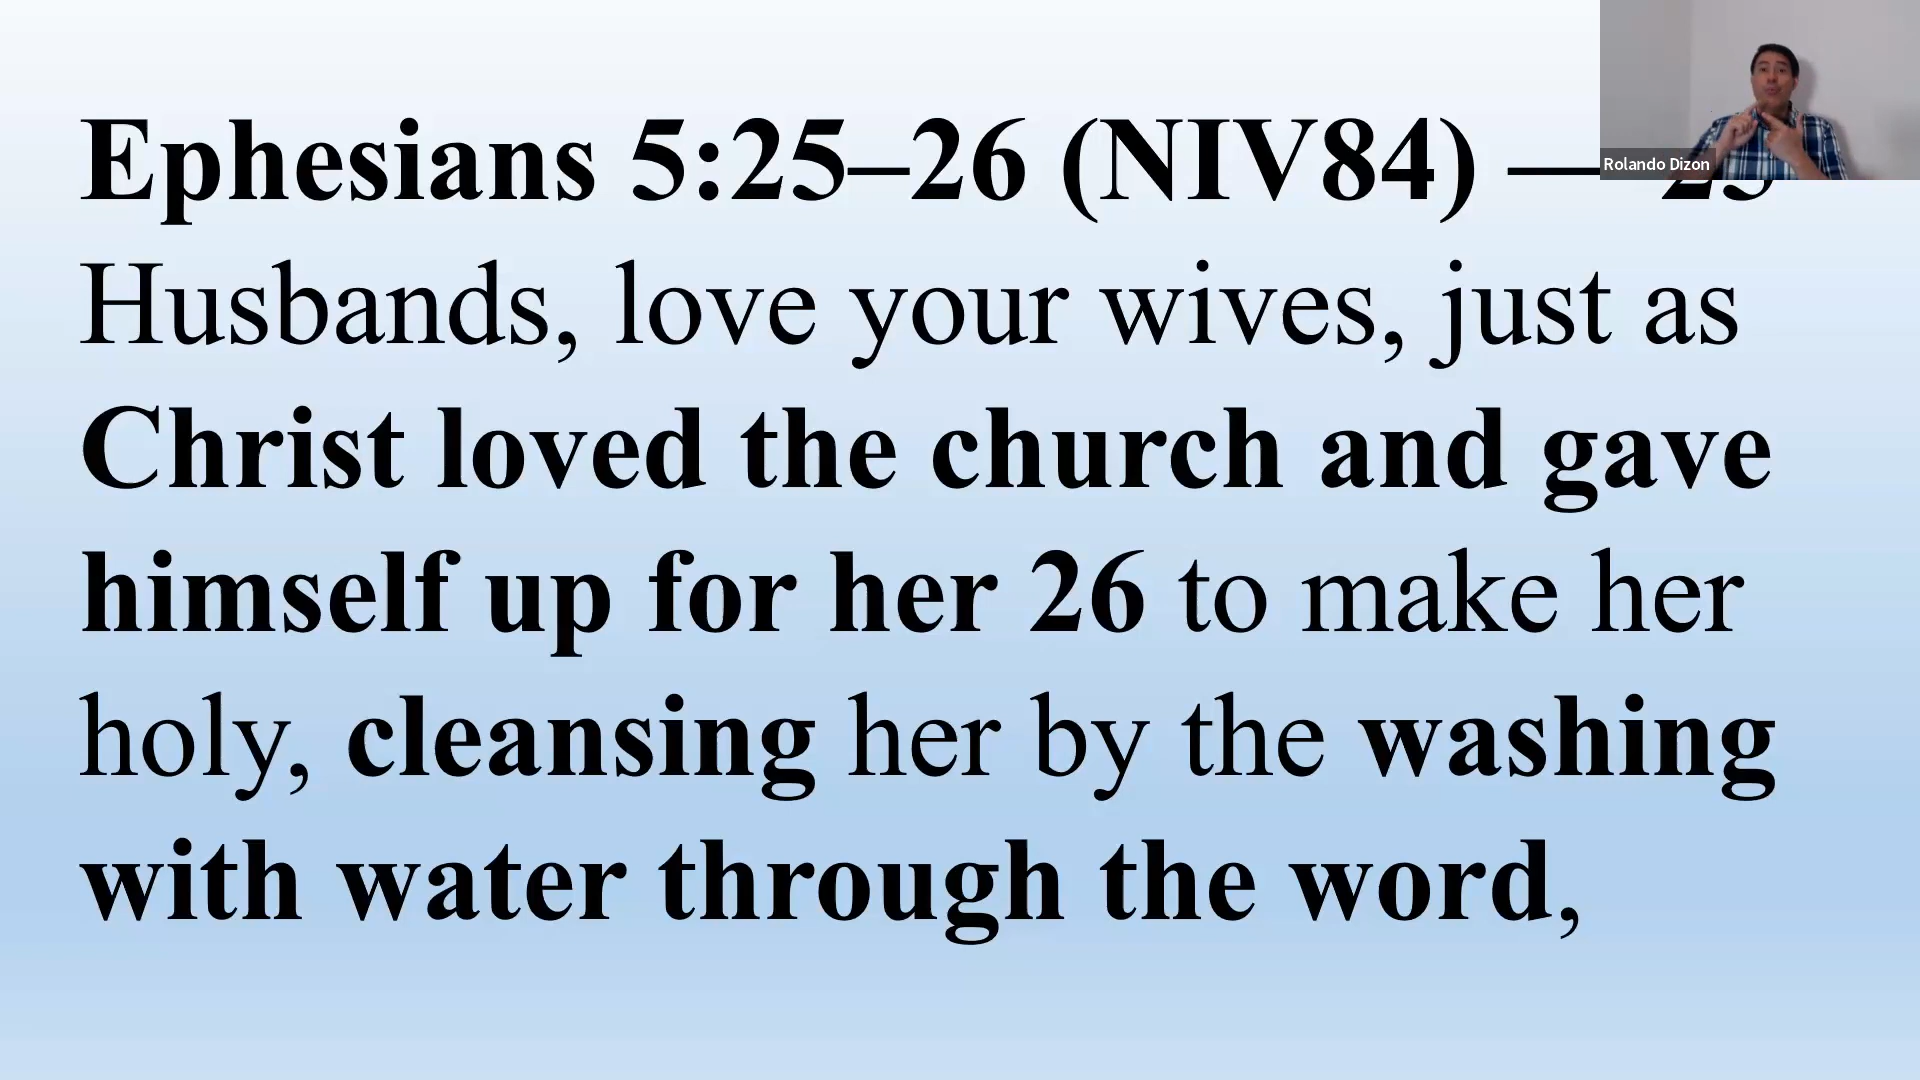 Ephesians 5:25–26 (NIV84) — 25
Husbands, love your wives, just as
Christ loved the church and gave
himself up for her 26 to make her
holy, cleansing her by the washing
with water through the word,
Rolando Dizon